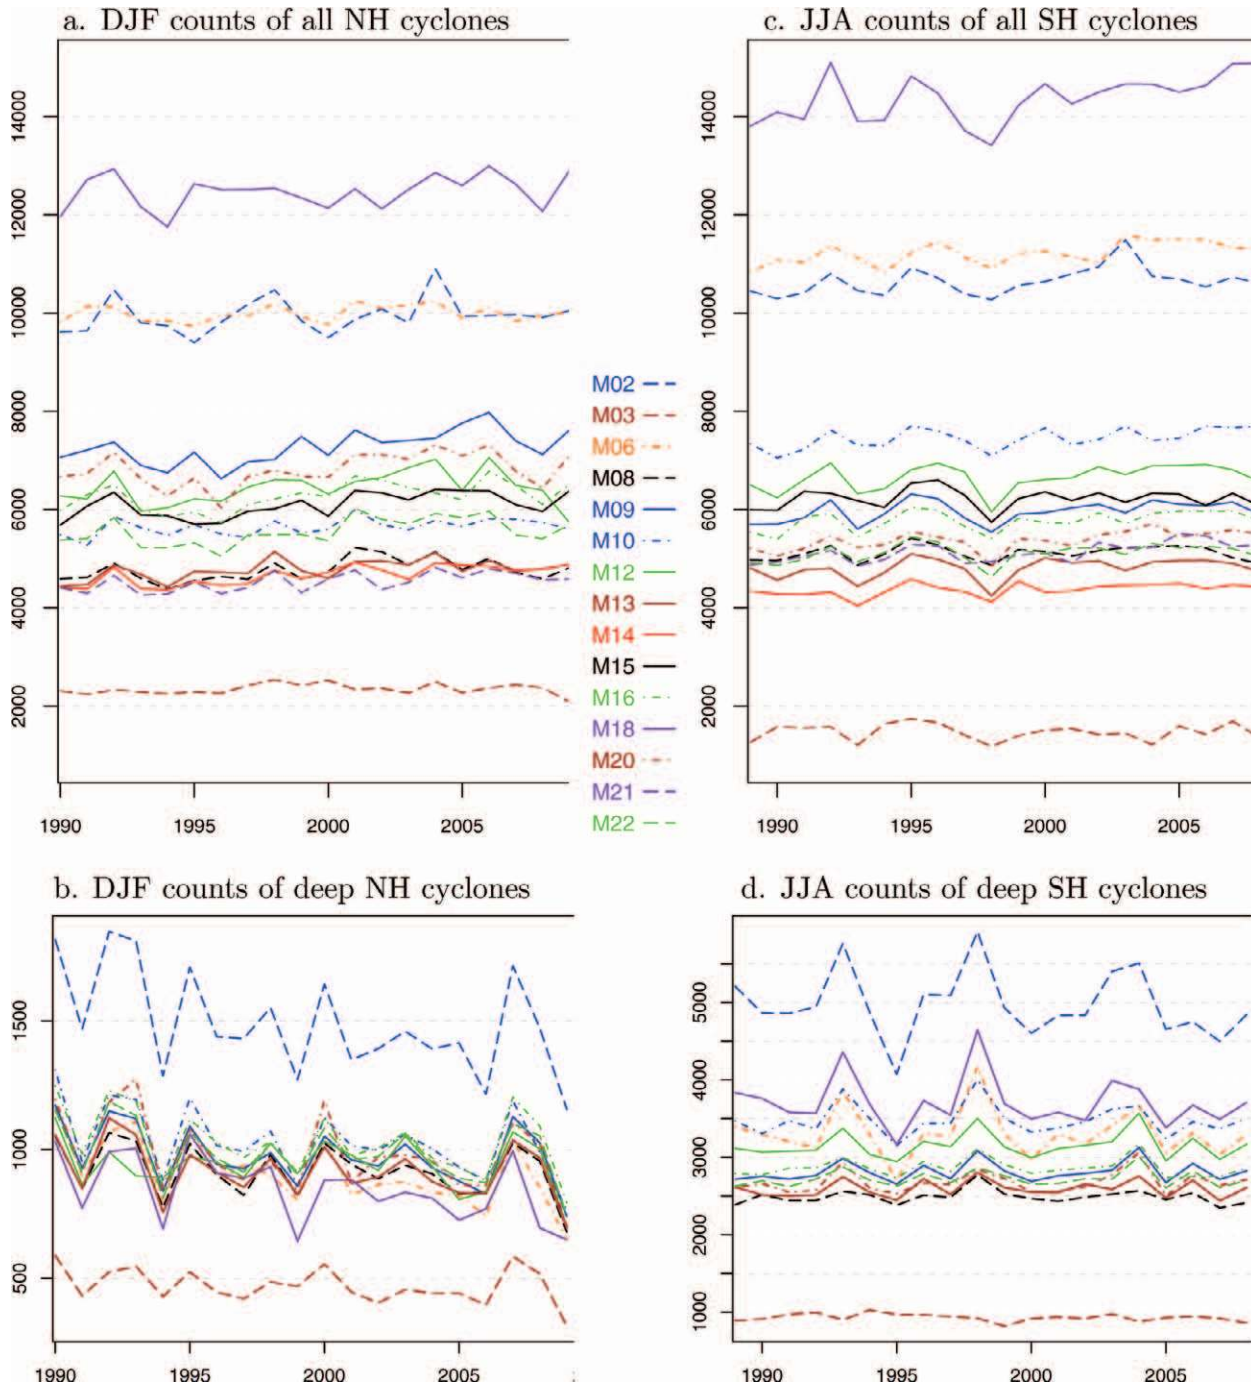 a. DJF counts of all NH cyclones
14000
12000
10000
8000
6000
4000
2000
1990
1995
2000
2005
c. JJA counts of all SH cyclones
14000
12000
10000
8000
6000
4000
2000
1990
1995
2000
2005
M02
M03
M06
M08
M09
M10
M12
M13
M14
M15
M16
M18
M20
M21
M22
b. DJF counts of deep NH cyclones
1500
1000
500
1990
1995
2000
2005
d. JJA counts of deep SH cyclones
5000
4000
3000
2000
1000
1990
1995
2000
2005